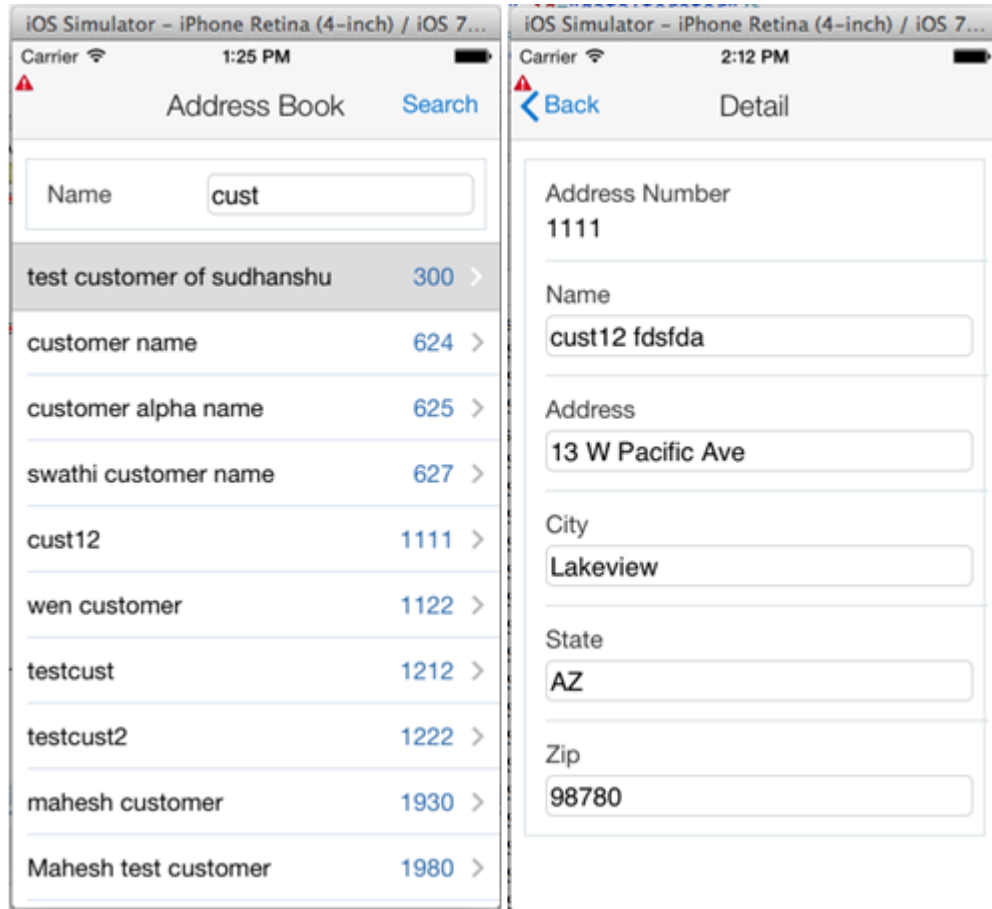 iOS Simulator – iPhone Retina (4-inch) / iOS 7...
Carrier 1:25 PM
Address Book Search
Name cust
test customer of sudhanshu 300
customer name 624
customer alpha name 625
swathi customer name 627
cust12 1111
wen customer 1122
testcust 1212
testcust2 1222
mahesh customer 1930
Mahesh test customer 1980
iOS Simulator – iPhone Retina (4-inch) / iOS 7...
Carrier 2:12 PM
Back Detail
Address Number
1111
Name
cust12 fdsfda
Address
13 W Pacific Ave
City
Lakeview
State
AZ
Zip
98780